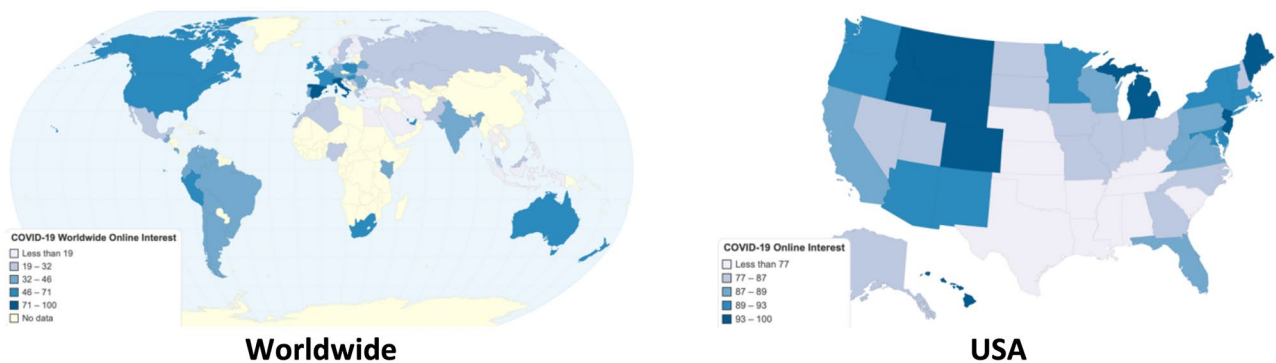 COVID-19 Worldwide Online Interest
Less than 19
19 – 32
32 – 46
46 – 71
71 – 100
No data
Worldwide
COVID-19 Online Interest
Less than 77
77 – 87
87 – 89
89 – 93
93 – 100
USA